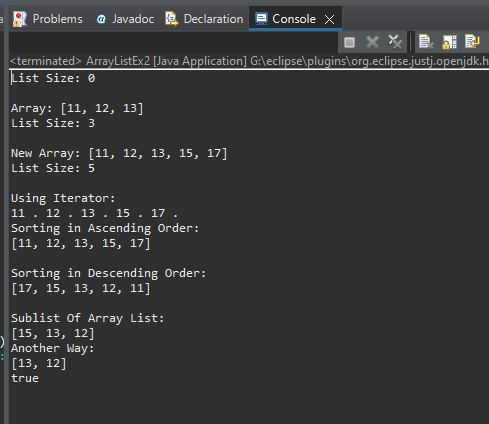 Problems @ Javadoc Declaration Console
<terminated> ArrayListEx2 [Java Application] G:\eclipse\plugins\org.eclipse.justj.openjdk.h
List Size: 0
Array: [11, 12, 13]
List Size: 3
New Array: [11, 12, 13, 15, 17]
List Size: 5
Using Iterator:
11 . 12 . 13 . 15 . 17 .
Sorting in Ascending Order:
[11, 12, 13, 15, 17]
Sorting in Descending Order:
[17, 15, 13, 12, 11]
Sublist Of Array List:
[15, 13, 12]
Another Way:
[13, 12]
true